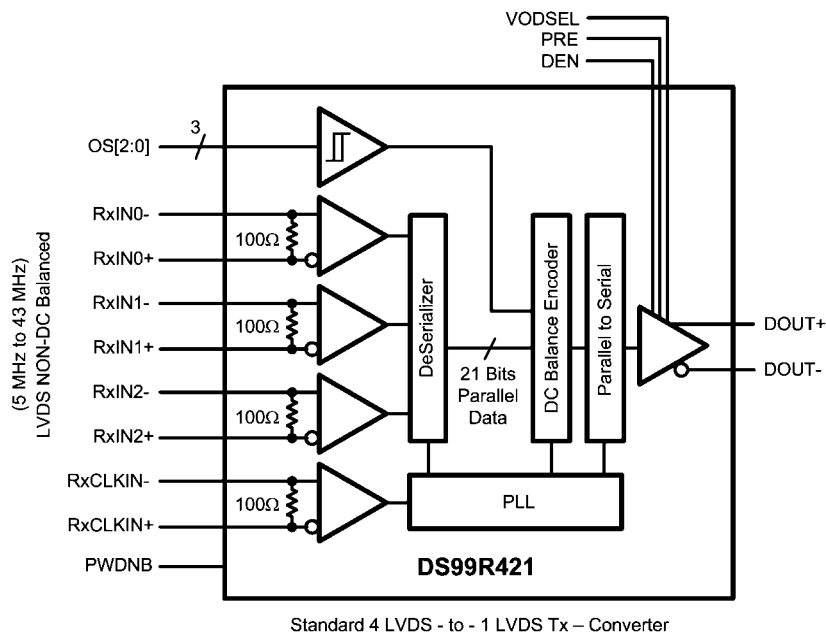 VODSEL
PRE
DEN
OS[2:0]
3
RxIN0-
100Ω
RxIN0+
RxIN1-
100Ω
RxIN1+
RxIN2-
100Ω
RxIN2+
RxCLKIN-
100Ω
RxCLKIN+
PWDNB
(5 MHz to 43 MHz)
LVDS NON-DC Balanced
DeSerializer
21 Bits
Parallel
Data
DC Balance Encoder
Parallel to Serial
PLL
DOUT+
DOUT-
DS99R421
Standard 4 LVDS - to - 1 LVDS Tx – Converter